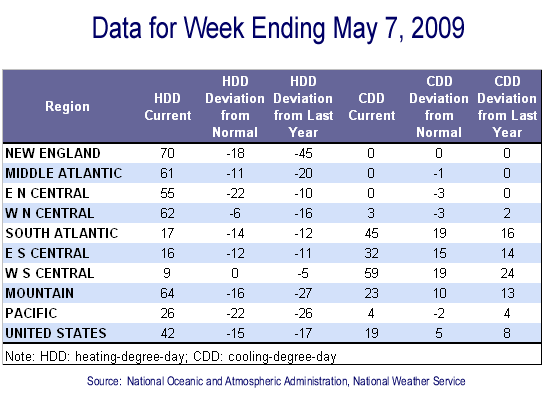 Data for Week Ending May 7, 2009
Region HDD Current HDD Deviation from Normal HDD Deviation from Last Year CDD Current CDD Deviation from Normal CDD Deviation from Last Year
NEW ENGLAND 70 -18 -45 0 0 0
MIDDLE ATLANTIC 61 -11 -20 0 -1 0
E N CENTRAL 55 -22 -10 0 -3 0
W N CENTRAL 62 -6 -16 3 -3 2
SOUTH ATLANTIC 17 -14 -12 45 19 16
E S CENTRAL 16 -12 -11 32 15 14
W S CENTRAL 9 0 -5 59 19 24
MOUNTAIN 64 -16 -27 23 10 13
PACIFIC 26 -22 -26 4 -2 4
UNITED STATES 42 -15 -17 19 5 8
Note: HDD: heating-degree-day; CDD: cooling-degree-day
Source: National Oceanic and Atmospheric Administration, National Weather Service